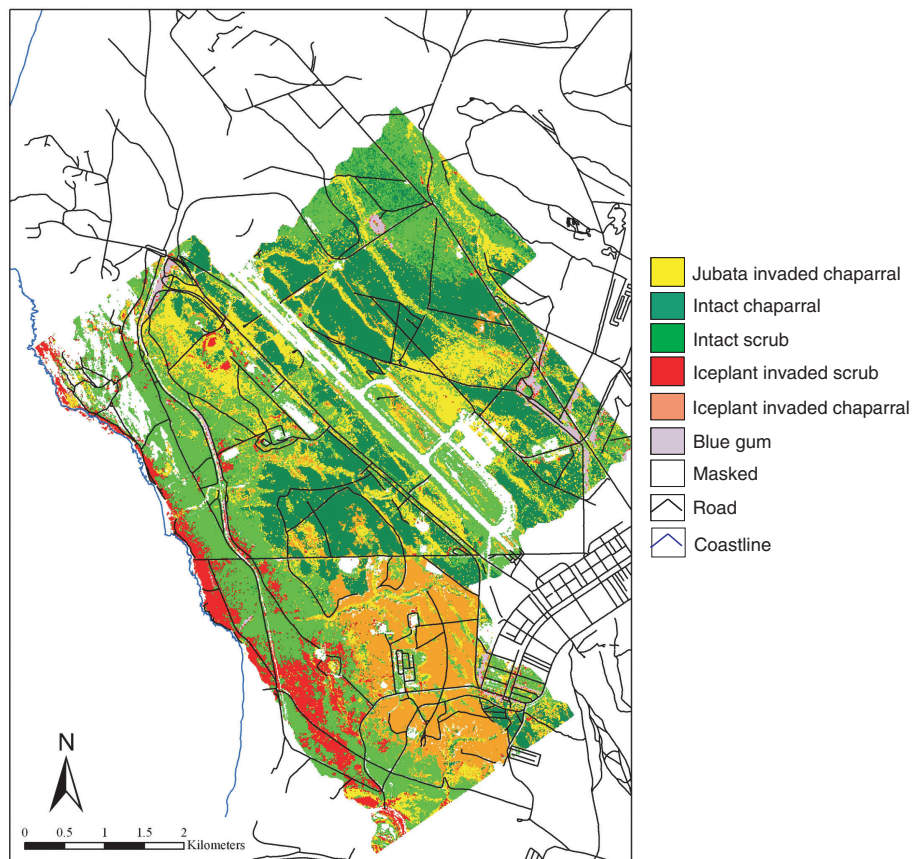 Jubata invaded chaparral
Intact chaparral
Intact scrub
Iceplant invaded scrub
Iceplant invaded chaparral
Blue gum
Masked
Road
Coastline
N
0 0.5 1 1.5 2
Kilometers